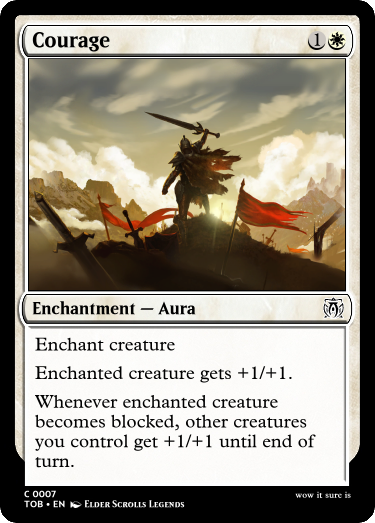 Courage 1
Enchantment — Aura
Enchant creature
Enchanted creature gets +1/+1.
Whenever enchanted creature
becomes blocked, other creatures
you control get +1/+1 until end of
turn.
C 0007
TOB • EN Elder Scrolls Legends
wow it sure is